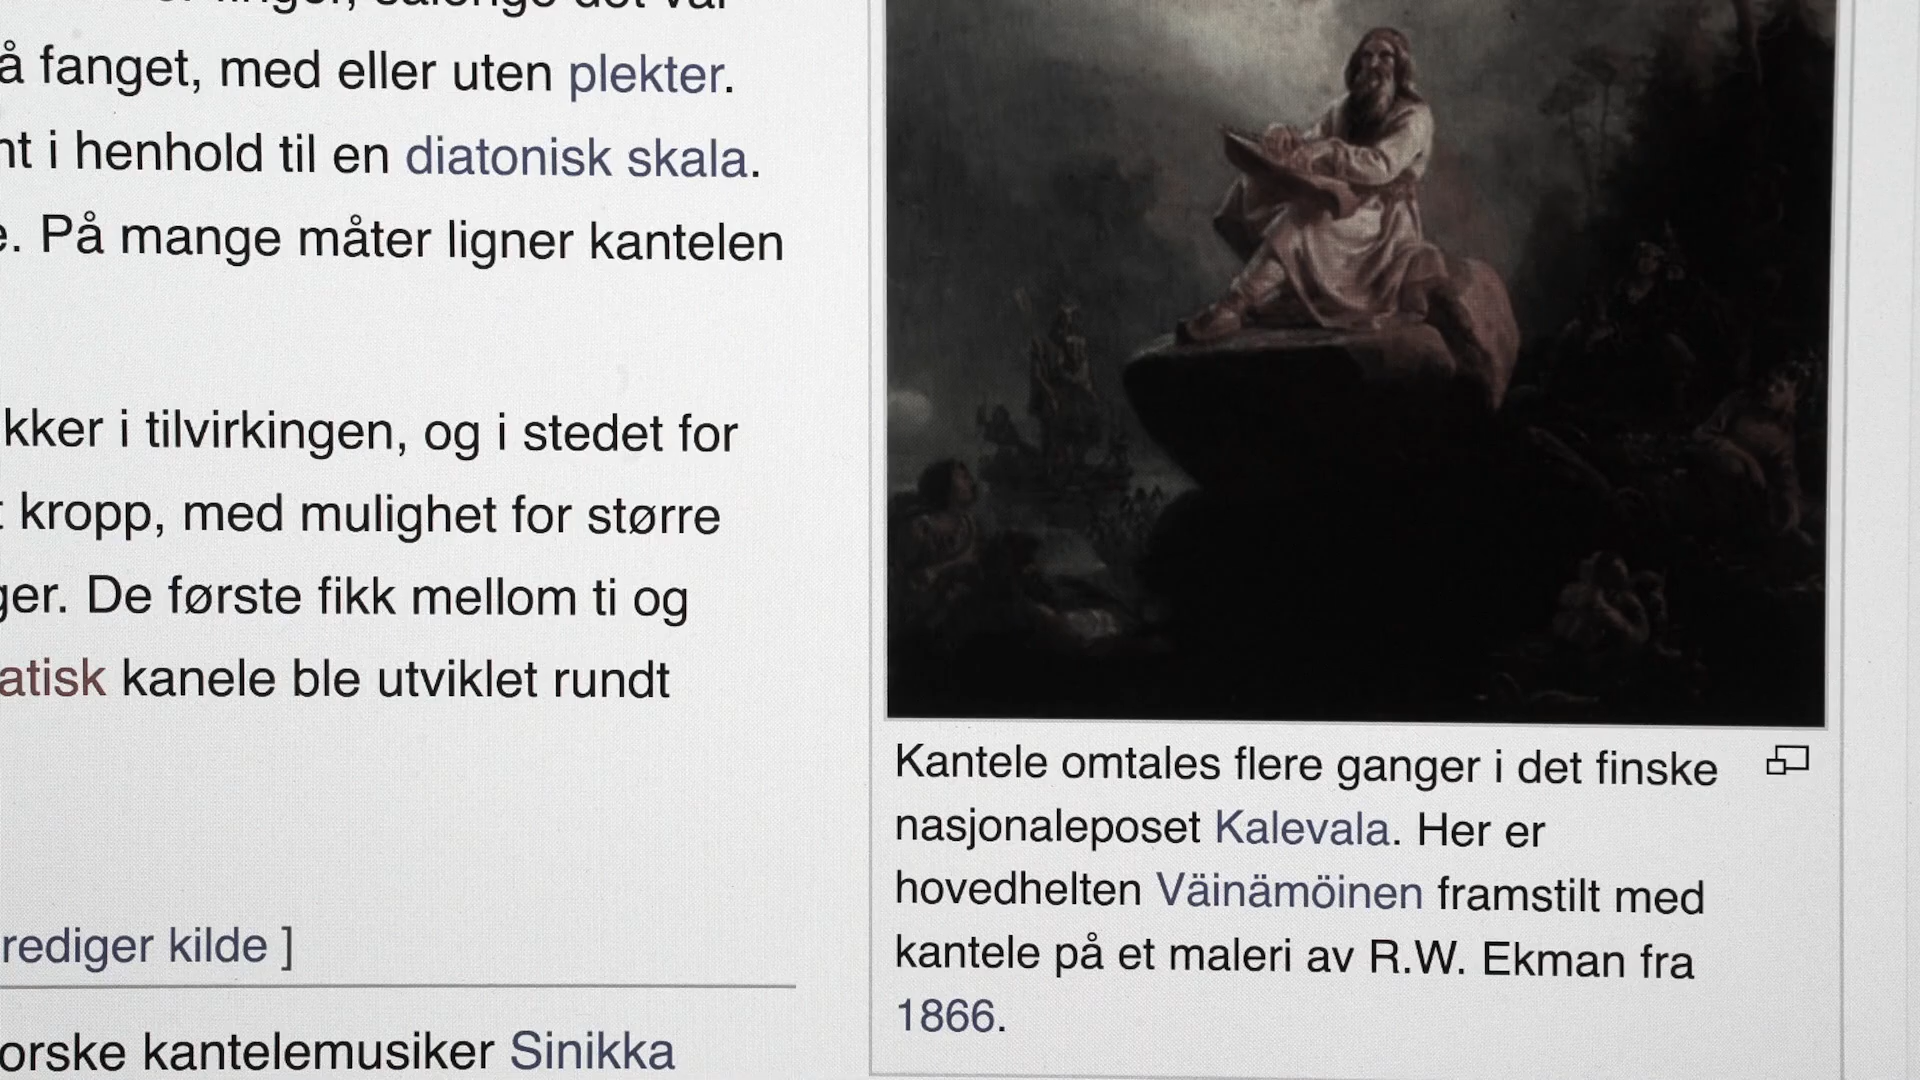 å fanget, med eller uten plekter.
i henhold til en diatonisk skala.
På mange måter ligner kantelen
kker i tilvirkingen, og i stedet for
kropp, med mulighet for større
ger. De første fikk mellom ti og
atisk kanele ble utviklet rundt
rediger kilde ]
orske kantelemusiker Sinikka
Kantele omtales flere ganger i det finske
nasjonaleposet Kalevala. Her er
hovedhelten Väinämöinen framstilt med
kantele på et maleri av R.W. Ekman fra
1866.